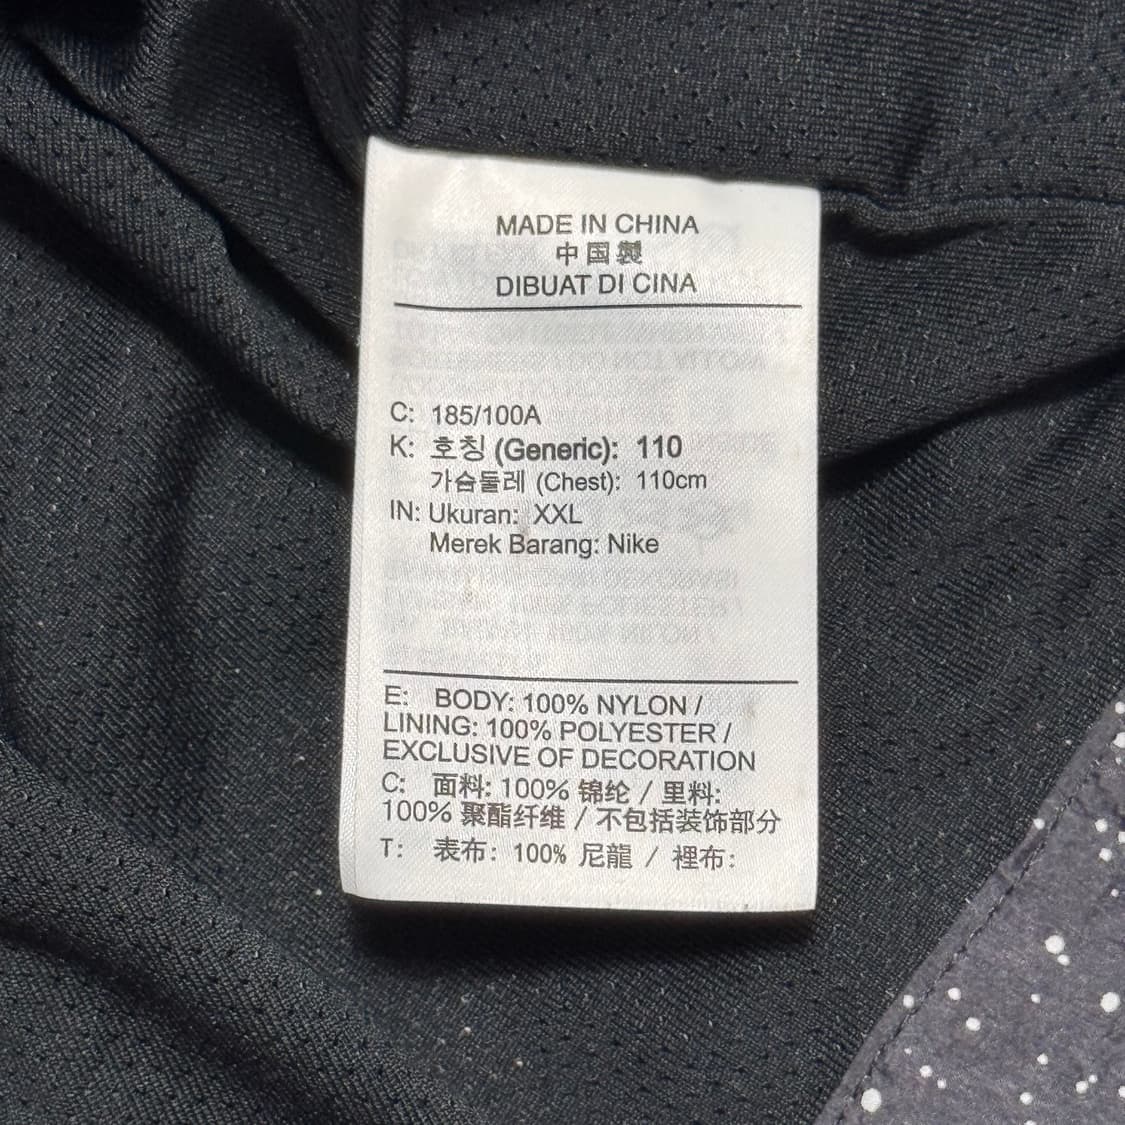 MADE IN CHINA
中国製
DIBUAT DI CINA
C: 185/100A
K: 호칭 (Generic): 110
가슴둘레 (Chest): 110cm
IN: Ukuran: XXL
Merek Barang: Nike
E: BODY: 100% NYLON /
LINING: 100% POLYESTER /
EXCLUSIVE OF DECORATION
C: 面料: 100% 锦纶 / 里料:
100% 聚酯纤维 / 不包括装饰部分
T: 表布: 100% 尼龍 / 裡布: